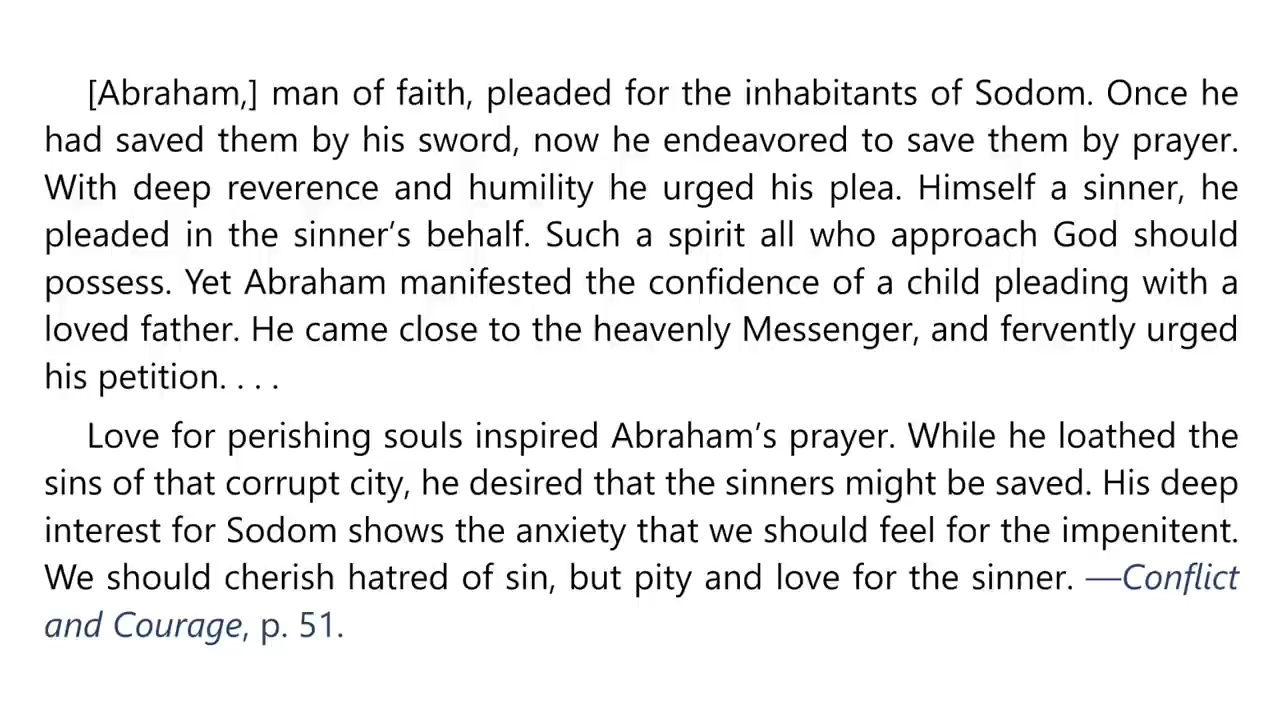 [Abraham,] man of faith, pleaded for the inhabitants of Sodom. Once he
had saved them by his sword, now he endeavored to save them by prayer.
With deep reverence and humility he urged his plea. Himself a sinner, he
pleaded in the sinner’s behalf. Such a spirit all who approach God should
possess. Yet Abraham manifested the confidence of a child pleading with a
loved father. He came close to the heavenly Messenger, and fervently urged
his petition. . . .
Love for perishing souls inspired Abraham’s prayer. While he loathed the
sins of that corrupt city, he desired that the sinners might be saved. His deep
interest for Sodom shows the anxiety that we should feel for the impenitent.
We should cherish hatred of sin, but pity and love for the sinner. —Conflict
and Courage, p. 51.